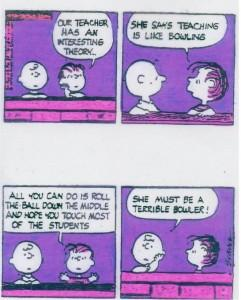 OUR TEACHER
HAS AN
INTERESTING
THEORY..
SHE SAYS TEACHING
IS LIKE BOWLING
ALL YOU CAN DO IS ROLL
THE BALL DOWN THE MIDDLE
AND HOPE YOU TOUCH MOST
OF THE STUDENTS
SHE MUST BE A
TERRIBLE BOWLER!